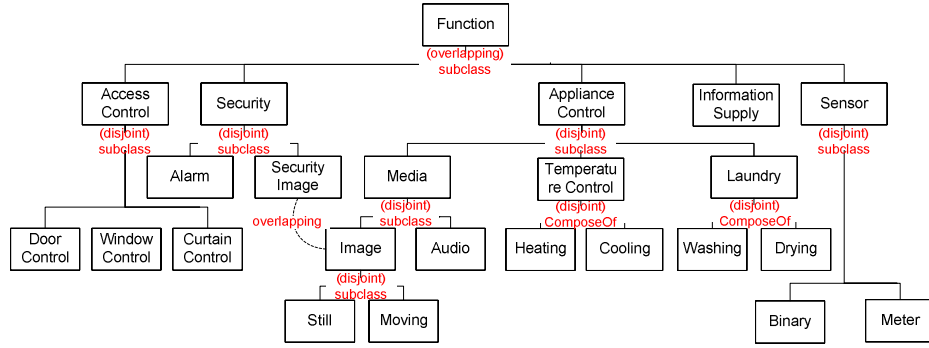 Function
(overlapping)
subclass
Access
Control
Security
Appliance
Control
Information
Supply
Sensor
(disjoint)
subclass
(disjoint)
subclass
(disjoint)
subclass
(disjoint)
subclass
Alarm
Security
Image
Media
Temperatu
re Control
Laundry
overlapping
(disjoint)
subclass
(disjoint)
ComposeOf
(disjoint)
ComposeOf
Door
Control
Window
Control
Curtain
Control
Image
Audio
Heating
Cooling
Washing
Drying
(disjoint)
subclass
Still
Moving
Binary
Meter